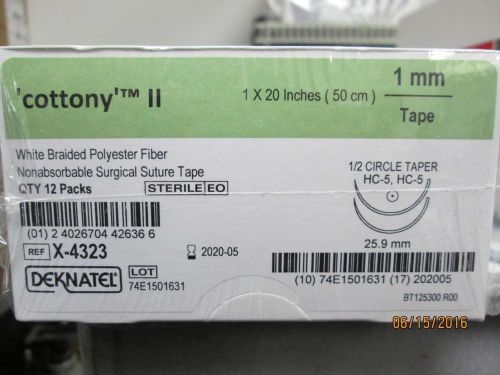 'cottony'™ II
1 X 20 Inches ( 50 cm )
1 mm
Tape
White Braided Polyester Fiber
Nonabsorbable Surgical Suture Tape
QTY 12 Packs
STERILE EO
1/2 CIRCLE TAPER
HC-5, HC-5
25.9 mm
(01) 2 4026704 42636 6
REF X-4323
2020-05
DEKNATEL
LOT
74E1501631
(10) 74E1501631 (17) 202005
BT125300 R00
06/15/2016